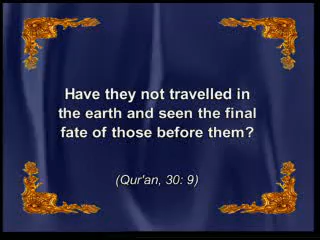 Have they not travelled in
the earth and seen the final
fate of those before them?
(Qur'an, 30: 9)